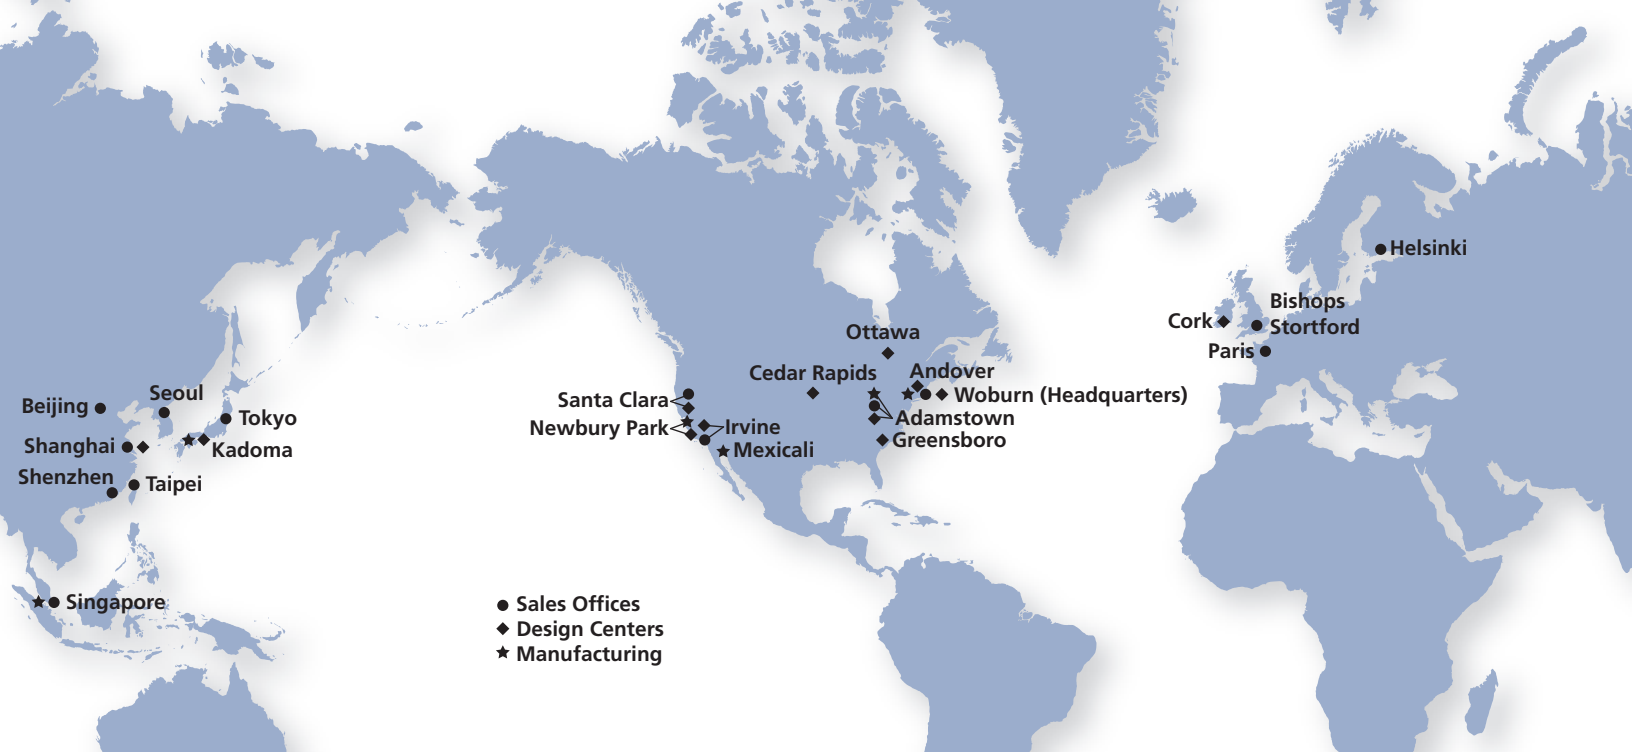 Helsinki
Bishops
Stortford
Cork
Paris
Ottawa
Cedar Rapids
Andover
Woburn (Headquarters)
Adamstown
Greensboro
Santa Clara
Newbury Park
Irvine
Mexicali
Beijing
Seoul
Tokyo
Shanghai
Kadoma
Shenzhen
Taipei
Singapore
Sales Offices
Design Centers
Manufacturing